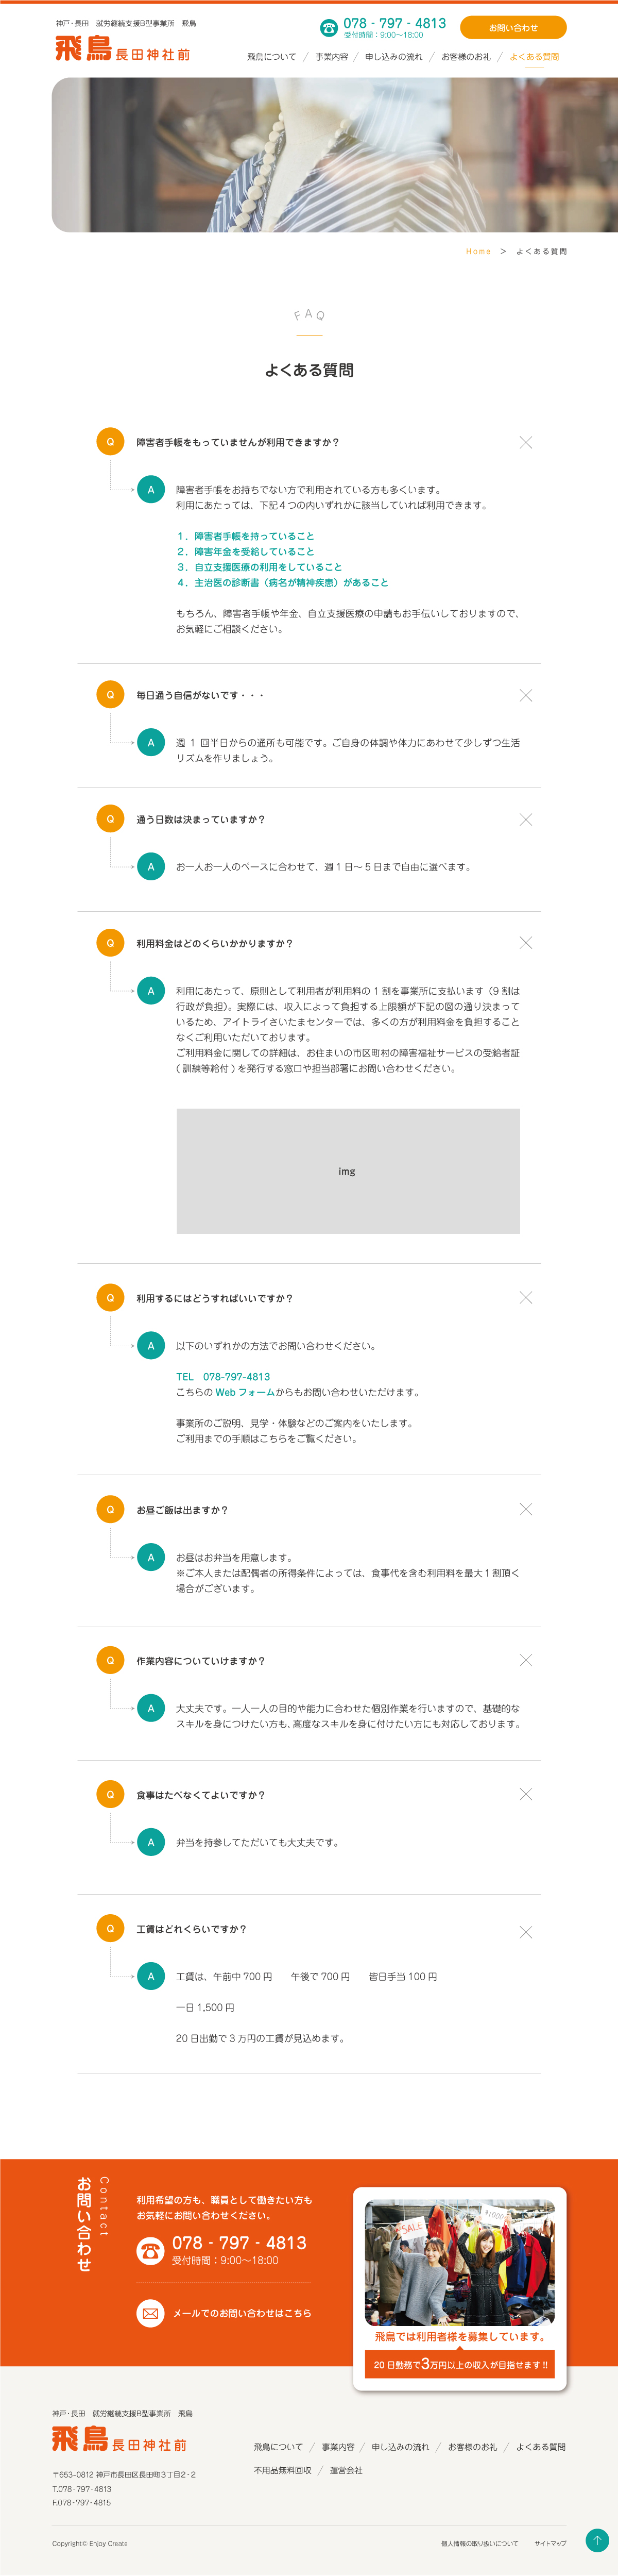 神戸・長田　就労継続支援B型事業所　飛鳥
飛鳥 長田神社前
078 - 797 - 4813
受付時間：9:00〜18:00
お問い合わせ
飛鳥について ／ 事業内容 ／ 申し込みの流れ ／ お客様のお礼 ／ よくある質問
Home ＞ よくある質問
FAQ
よくある質問
Q 障害者手帳をもっていませんが利用できますか？
A 障害者手帳をお持ちでない方で利用されている方も多くいます。
利用にあたっては、下記４つの内いずれかに該当していれば利用できます。
１．障害者手帳を持っていること
２．障害年金を受給していること
３．自立支援医療の利用をしていること
４．主治医の診断書（病名が精神疾患）があること
もちろん、障害者手帳や年金、自立支援医療の申請もお手伝いしておりますので、
お気軽にご相談ください。
Q 毎日通う自信がないです・・・
A 週 １ 回半日からの通所も可能です。ご自身の体調や体力にあわせて少しずつ生活
リズムを作りましょう。
Q 通う日数は決まっていますか？
A お一人お一人のペースに合わせて、週１日〜５日まで自由に選べます。
Q 利用料金はどのくらいかかりますか？
A 利用にあたって、原則として利用者が利用料の 1 割を事業所に支払います（9 割は
行政が負担）。実際には、収入によって負担する上限額が下記の図の通り決まって
いるため、アイトライさいたまセンターでは、多くの方が利用料金を負担すること
なくご利用いただいております。
ご利用料金に関しての詳細は、お住まいの市区町村の障害福祉サービスの受給者証
( 訓練等給付 ) を発行する窓口や担当部署にお問い合わせください。
img
Q 利用するにはどうすればいいですか？
A 以下のいずれかの方法でお問い合わせください。
TEL　078-797-4813
こちらの Web フォームからもお問い合わせいただけます。
事業所のご説明、見学・体験などのご案内をいたします。
ご利用までの手順はこちらをご覧ください。
Q お昼ご飯は出ますか？
A お昼はお弁当を用意します。
※ご本人または配偶者の所得条件によっては、食事代を含む利用料を最大１割頂く
場合がございます。
Q 作業内容についていけますか？
A 大丈夫です。一人一人の目的や能力に合わせた個別作業を行いますので、基礎的な
スキルを身につけたい方も、高度なスキルを身に付けたい方にも対応しております。
Q 食事はたべなくてよいですか？
A 弁当を持参してただいても大丈夫です。
Q 工賃はどれくらいですか？
A 工賃は、午前中 700 円　　午後で 700 円　　皆日手当 100 円
一日 1,500 円
20 日出勤で 3 万円の工賃が見込めます。
Contact
お問い合わせ
利用希望の方も、職員として働きたい方も
お気軽にお問い合わせください。
078 - 797 - 4813
受付時間：9:00〜18:00
メールでのお問い合わせはこちら
SALE
¥1000
飛鳥では利用者様を募集しています。
20 日勤務で3万円以上の収入が目指せます !!
神戸・長田　就労継続支援B型事業所　飛鳥
飛鳥 長田神社前
〒653-0812 神戸市長田区長田町3丁目2-2
T.078-797-4813
F.078-797-4815
飛鳥について ／ 事業内容 ／ 申し込みの流れ ／ お客様のお礼 ／ よくある質問
不用品無料回収 ／ 運営会社
Copyright© Enjoy Create
個人情報の取り扱いについて　サイトマップ